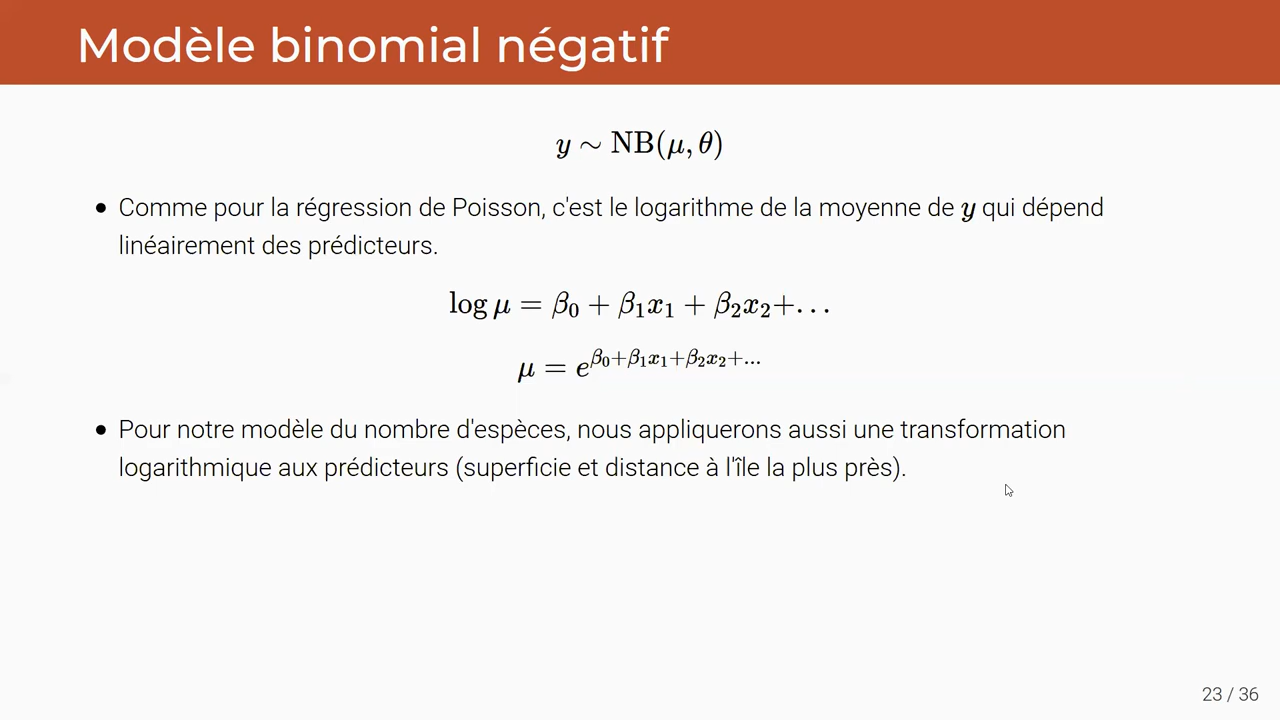 Modèle binomial négatif
y ∼ NB(μ, θ)
Comme pour la régression de Poisson, c'est le logarithme de la moyenne de y qui dépend
linéairement des prédicteurs.
log μ = β₀ + β₁x₁ + β₂x₂+…
μ = e^{β₀+β₁x₁+β₂x₂+…}
Pour notre modèle du nombre d'espèces, nous appliquerons aussi une transformation
logarithmique aux prédicteurs (superficie et distance à l'île la plus près).
23 / 36